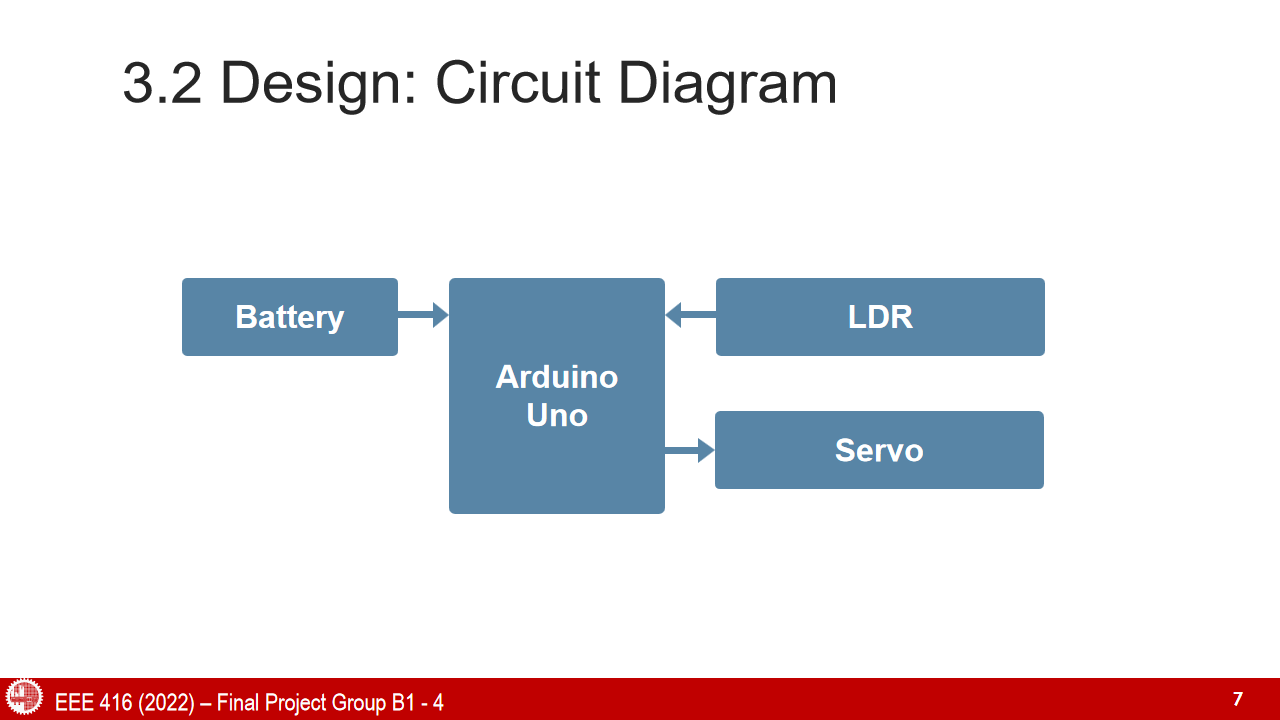 3.2 Design: Circuit Diagram
Battery
Arduino
Uno
LDR
Servo
EEE 416 (2022) – Final Project Group B1 - 4
7